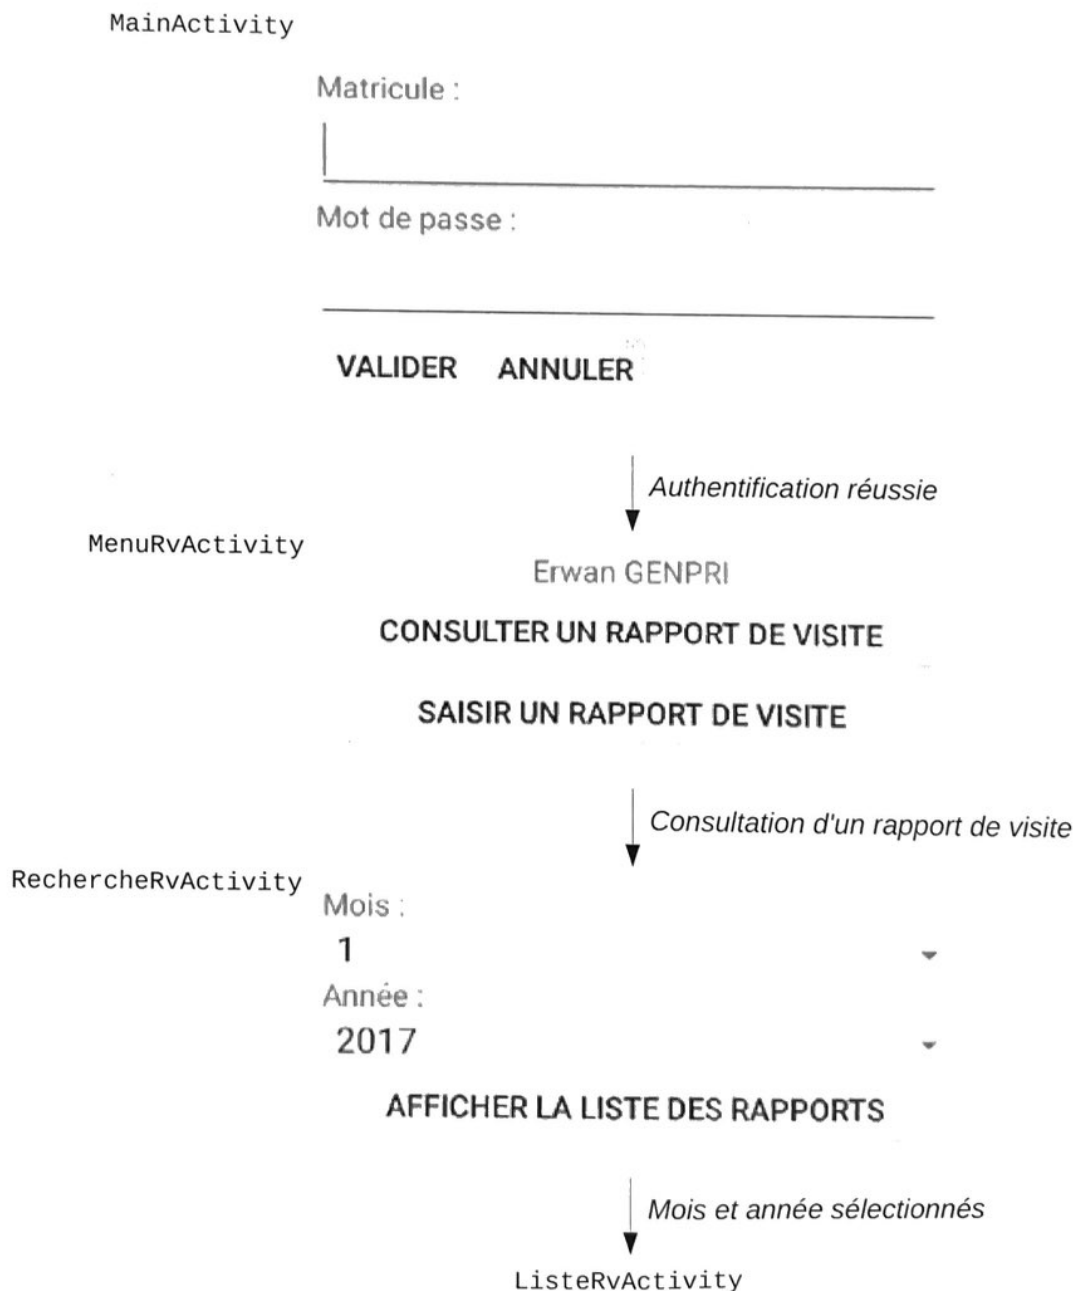 MainActivity
Matricule :
Mot de passe :
VALIDER ANNULER
Authentification réussie
MenuRvActivity
Erwan GENPRI
CONSULTER UN RAPPORT DE VISITE
SAISIR UN RAPPORT DE VISITE
Consultation d'un rapport de visite
RechercheRvActivity
Mois :
1
Année :
2017
AFFICHER LA LISTE DES RAPPORTS
Mois et année sélectionnés
ListeRvActivity